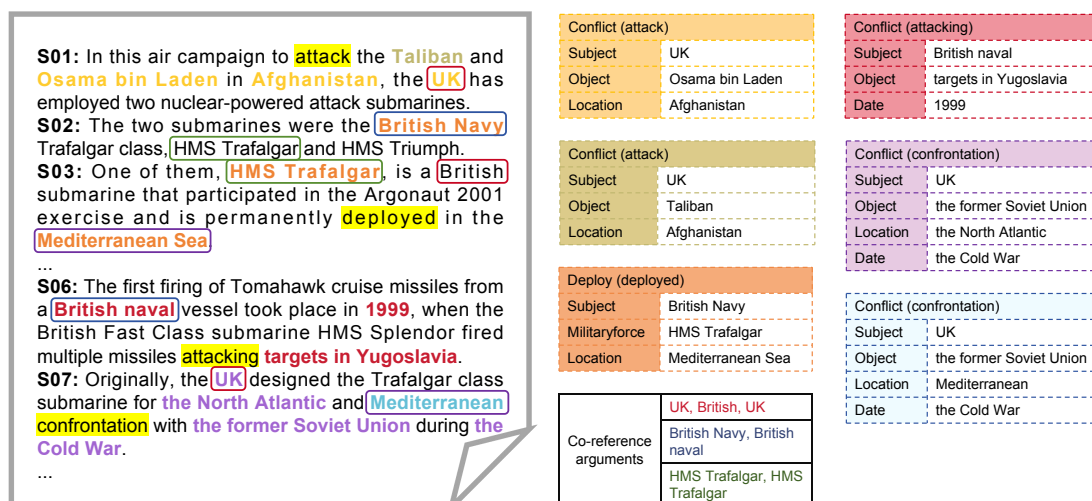 S01: In this air campaign to attack the Taliban and
Osama bin Laden in Afghanistan, the UK has
employed two nuclear-powered attack submarines.
S02: The two submarines were the British Navy
Trafalgar class, HMS Trafalgar and HMS Triumph.
S03: One of them, HMS Trafalgar, is a British
submarine that participated in the Argonaut 2001
exercise and is permanently deployed in the
Mediterranean Sea.
...
S06: The first firing of Tomahawk cruise missiles from
a British naval vessel took place in 1999, when the
British Fast Class submarine HMS Splendor fired
multiple missiles attacking targets in Yugoslavia.
S07: Originally, the UK designed the Trafalgar class
submarine for the North Atlantic and Mediterranean
confrontation with the former Soviet Union during the
Cold War.
...
Conflict (attack)
Subject UK
Object Osama bin Laden
Location Afghanistan
Conflict (attack)
Subject UK
Object Taliban
Location Afghanistan
Deploy (deployed)
Subject British Navy
Militaryforce HMS Trafalgar
Location Mediterranean Sea
Co-reference
arguments
UK, British, UK
British Navy, British
naval
HMS Trafalgar, HMS
Trafalgar
Conflict (attacking)
Subject British naval
Object targets in Yugoslavia
Date 1999
Conflict (confrontation)
Subject UK
Object the former Soviet Union
Location the North Atlantic
Date the Cold War
Conflict (confrontation)
Subject UK
Object the former Soviet Union
Location Mediterranean
Date the Cold War